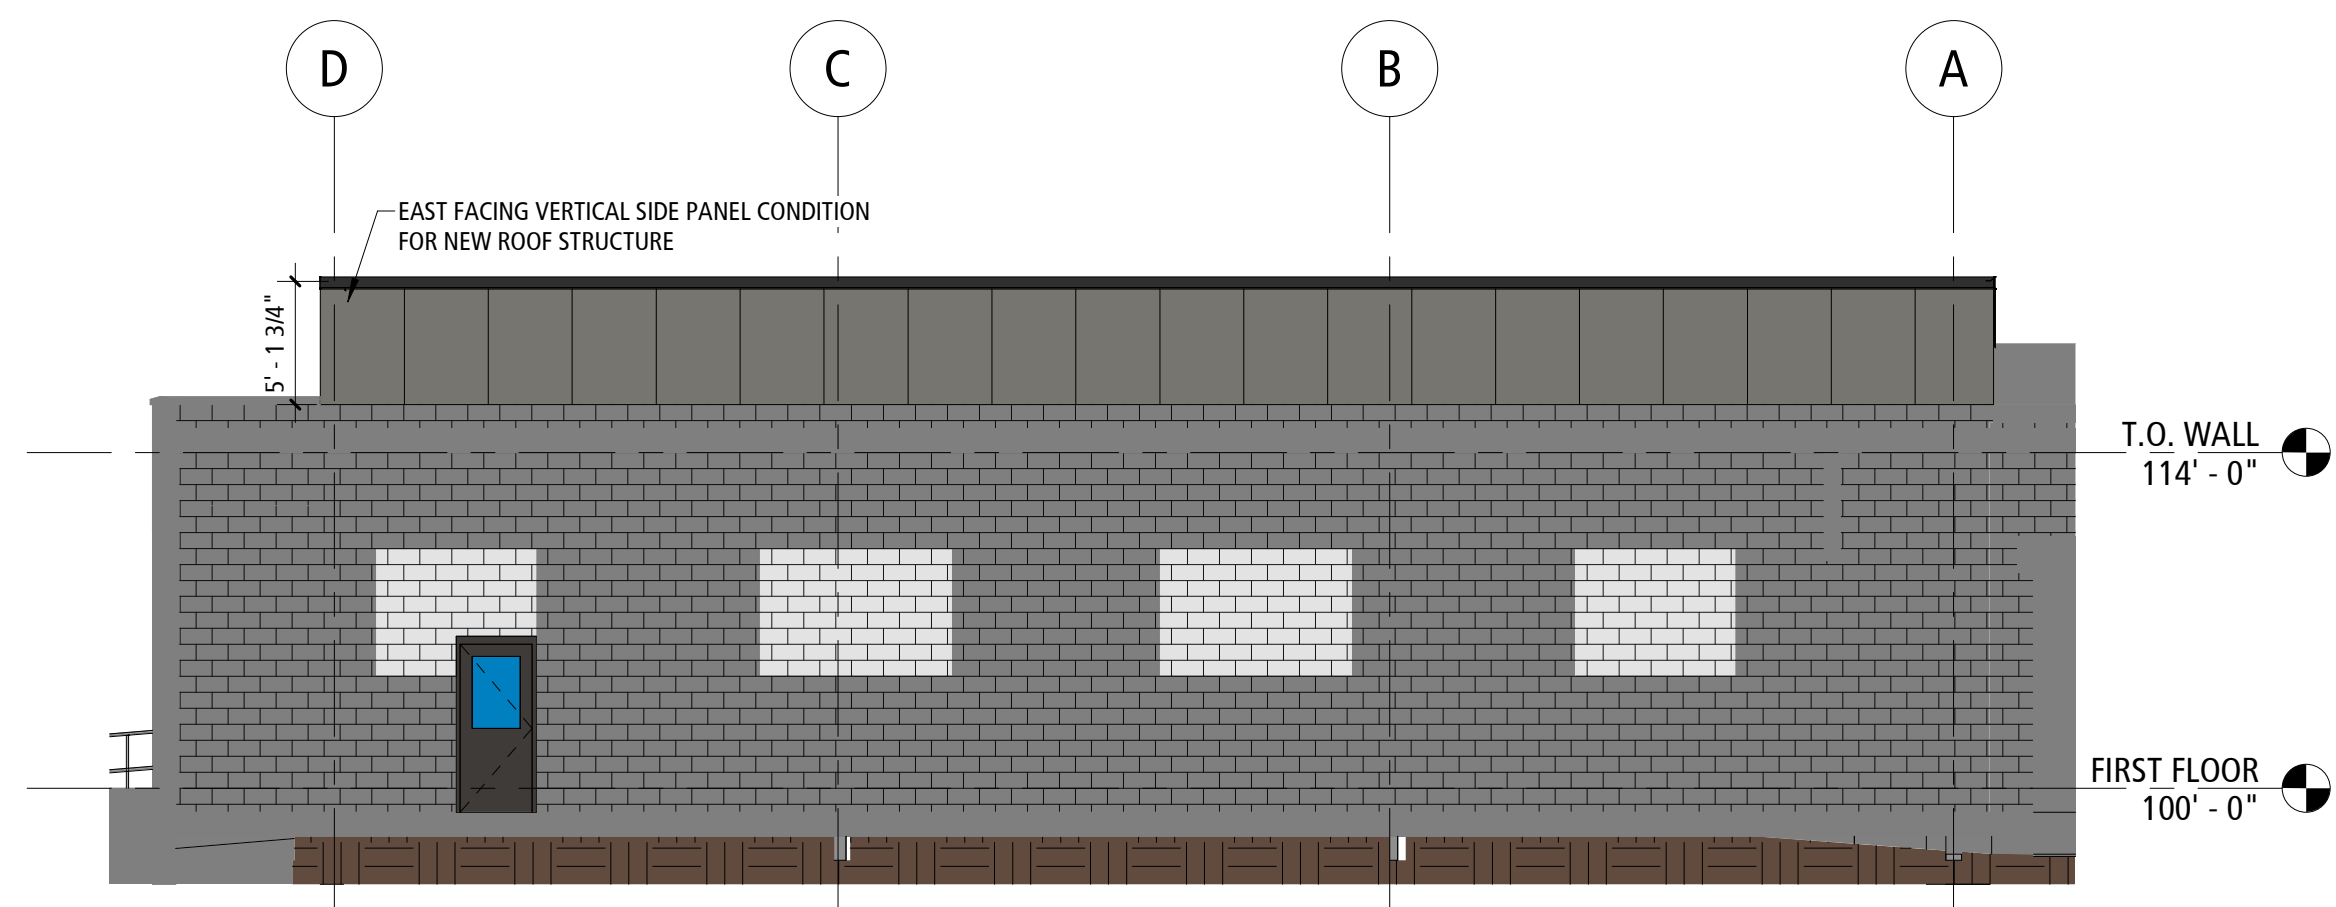 D
C
B
A
EAST FACING VERTICAL SIDE PANEL CONDITION
FOR NEW ROOF STRUCTURE
5' - 1 3/4"
T.O. WALL
114' - 0"
FIRST FLOOR
100' - 0"